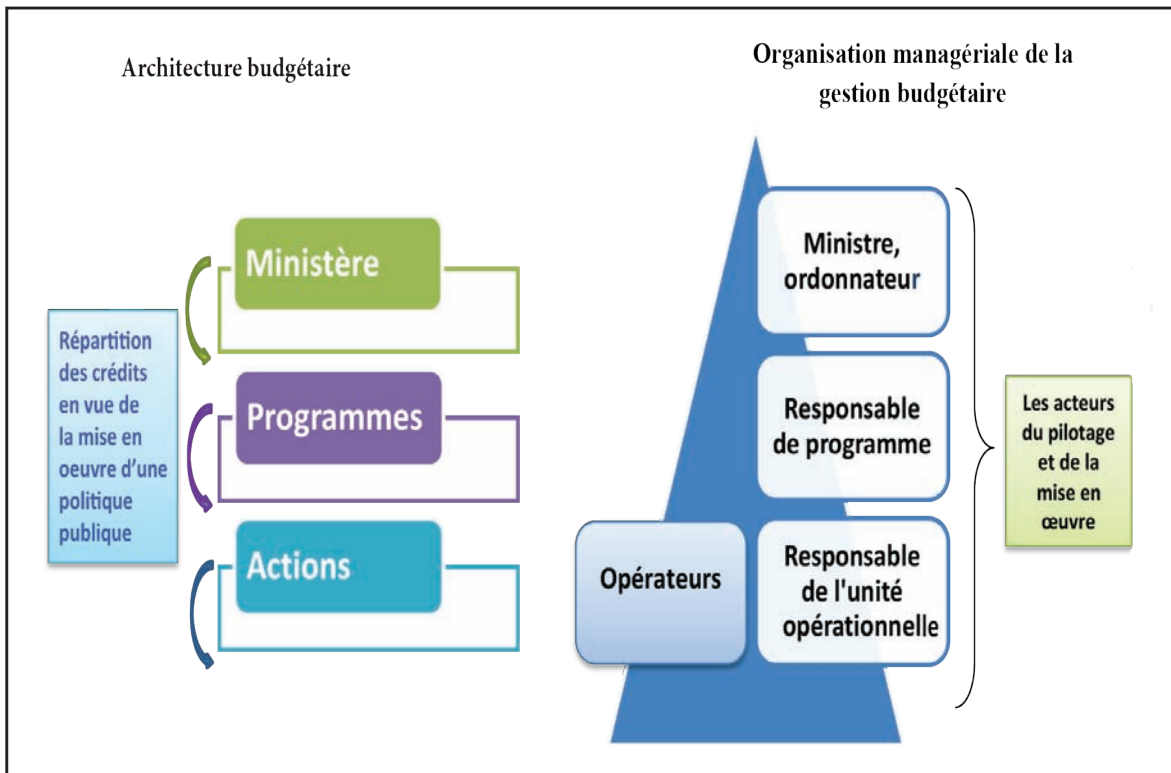 Architecture budgétaire
Organisation managériale de la
gestion budgétaire
Répartition
des crédits
en vue de
la mise en
oeuvre d'une
politique
publique
Ministère
Programmes
Actions
Ministre,
ordonnateur
Responsable
de programme
Opérateurs
Responsable
de l'unité
opérationnelle
Les acteurs
du pilotage
et de la
mise en
œuvre